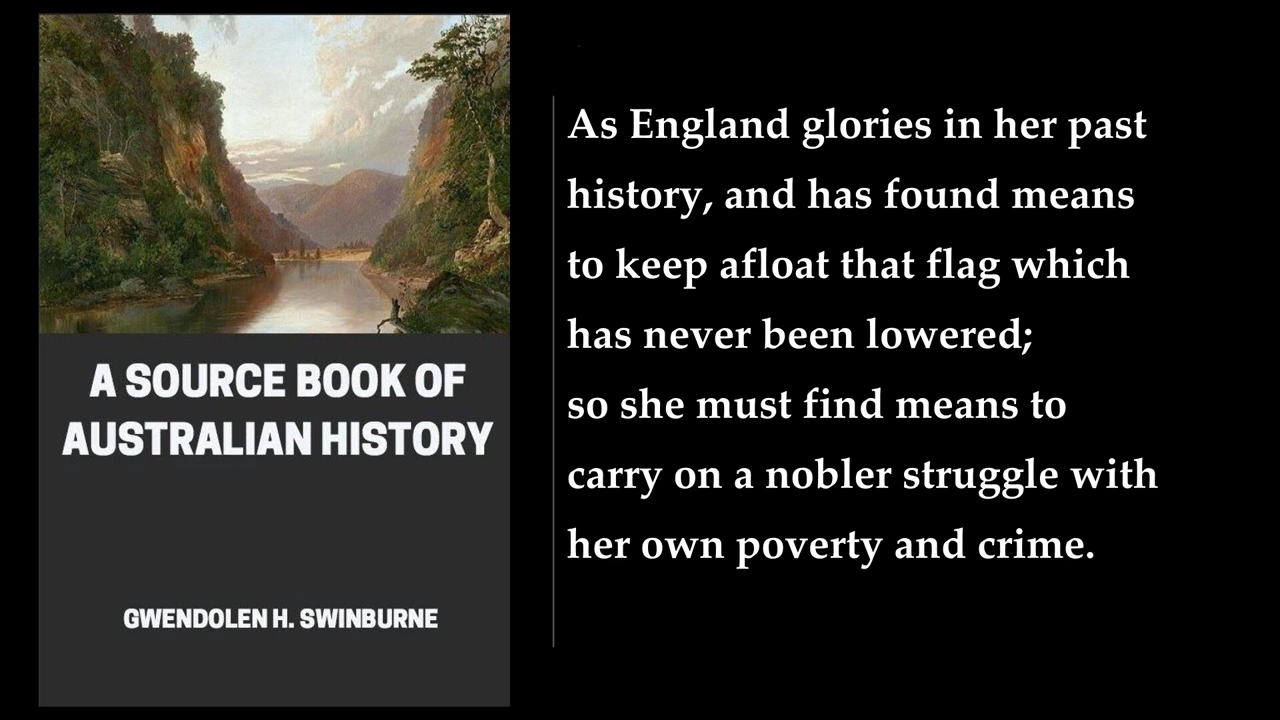 A SOURCE BOOK OF
AUSTRALIAN HISTORY
GWENDOLEN H. SWINBURNE
As England glories in her past
history, and has found means
to keep afloat that flag which
has never been lowered;
so she must find means to
carry on a nobler struggle with
her own poverty and crime.